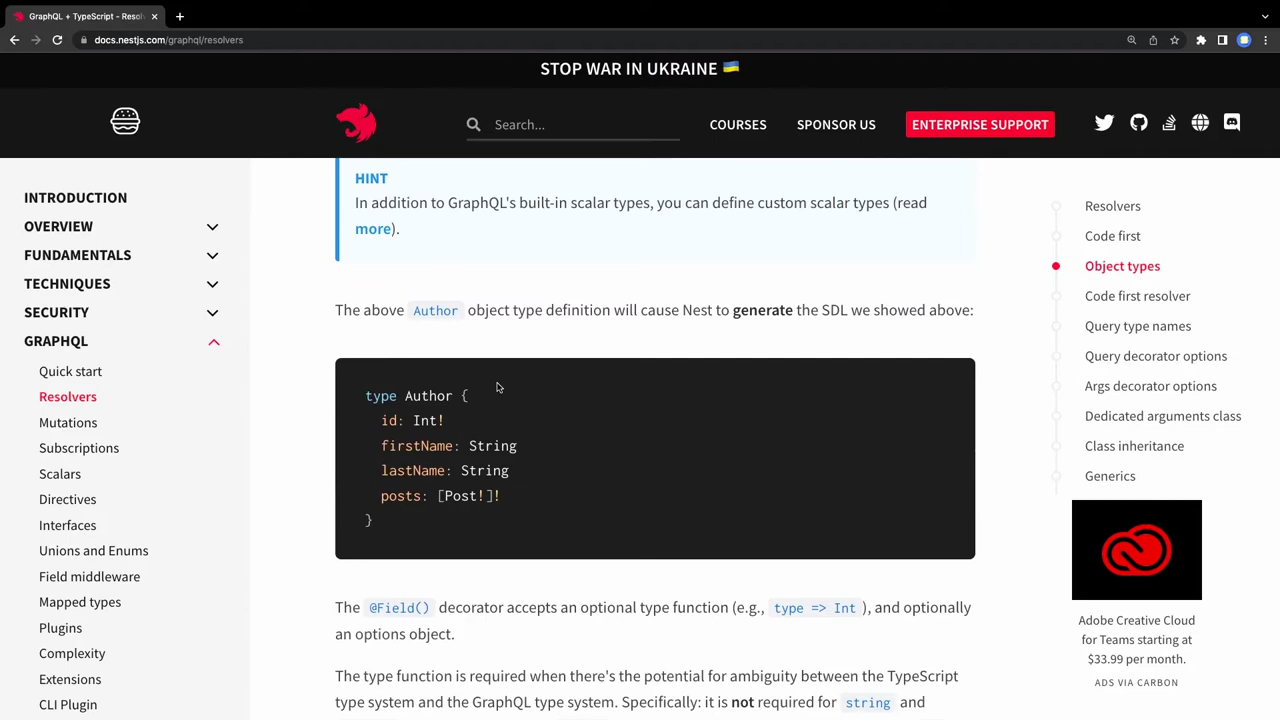 GraphQL + TypeScript - Resol
docs.nestjs.com/graphql/resolvers
STOP WAR IN UKRAINE 🇺🇦
Search...
COURSES
SPONSOR US
ENTERPRISE SUPPORT
INTRODUCTION
OVERVIEW
FUNDAMENTALS
TECHNIQUES
SECURITY
GRAPHQL
Quick start
Resolvers
Mutations
Subscriptions
Scalars
Directives
Interfaces
Unions and Enums
Field middleware
Mapped types
Plugins
Complexity
Extensions
CLI Plugin
HINT
In addition to GraphQL's built-in scalar types, you can define custom scalar types (read
more).
The above Author object type definition will cause Nest to generate the SDL we showed above:
type Author {
  id: Int!
  firstName: String
  lastName: String
  posts: [Post!]!
}
The @Field() decorator accepts an optional type function (e.g., type => Int), and optionally
an options object.
The type function is required when there's the potential for ambiguity between the TypeScript
type system and the GraphQL type system. Specifically: it is not required for string and
Resolvers
Code first
Object types
Code first resolver
Query type names
Query decorator options
Args decorator options
Dedicated arguments class
Class inheritance
Generics
Adobe Creative Cloud
for Teams starting at
$33.99 per month.
ADS VIA CARBON